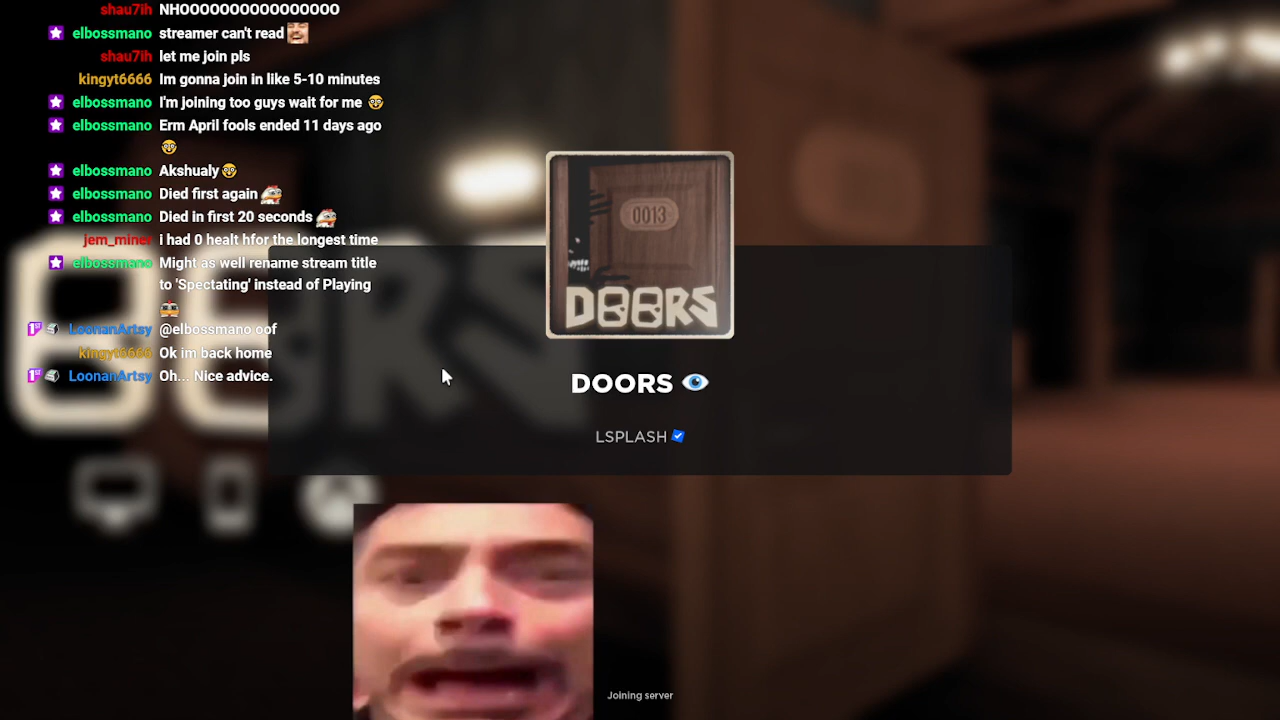 shau7ih NHOOOOOOOOOOOOOOOO
elbossmano streamer can't read
shau7ih let me join pls
kingyt6666 Im gonna join in like 5-10 minutes
elbossmano I'm joining too guys wait for me 🤓
elbossmano Erm April fools ended 11 days ago
🤓
elbossmano Akshualy 🤓
elbossmano Died first again
elbossmano Died in first 20 seconds
jem_miner i had 0 healt hfor the longest time
elbossmano Might as well rename stream title
to 'Spectating' instead of Playing
LoonanArtsy @elbossmano oof
kingyt6666 Ok im back home
LoonanArtsy Oh... Nice advice.
0013
DOORS
DOORS 👁
LSPLASH
Joining server